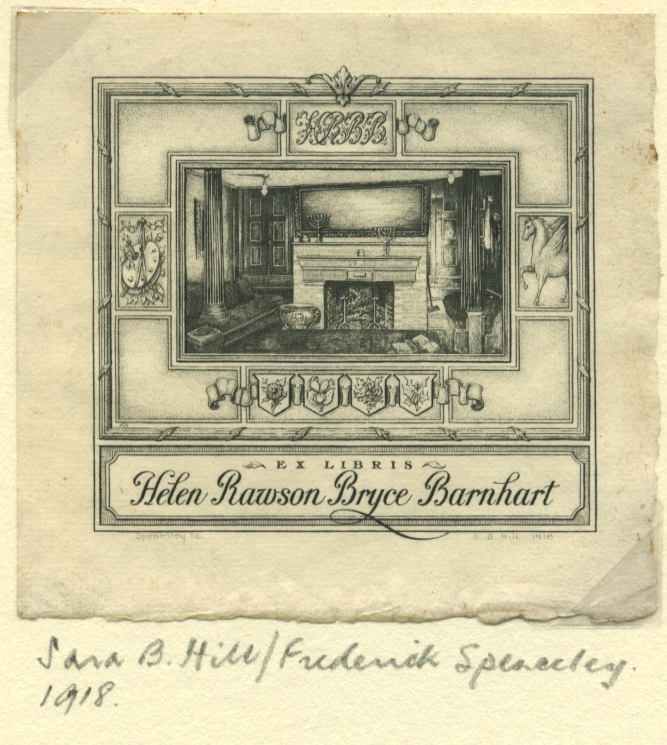 HRBB
EX LIBRIS
Helen Rawson Bryce Barnhart
Spenceley sc.
S. B. Hill - 1918
Sara B. Hill/Frederick Spenceley.
1918.